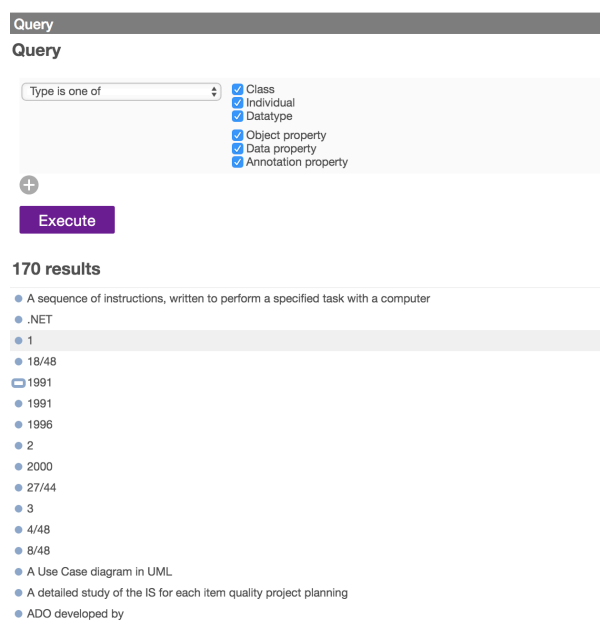 Query
Query
Type is one of
Class
Individual
Datatype
Object property
Data property
Annotation property
Execute
170 results
A sequence of instructions, written to perform a specified task with a computer
.NET
1
18/48
1991
1991
1996
2
2000
27/44
3
4/48
8/48
A Use Case diagram in UML
A detailed study of the IS for each item quality project planning
ADO developed by